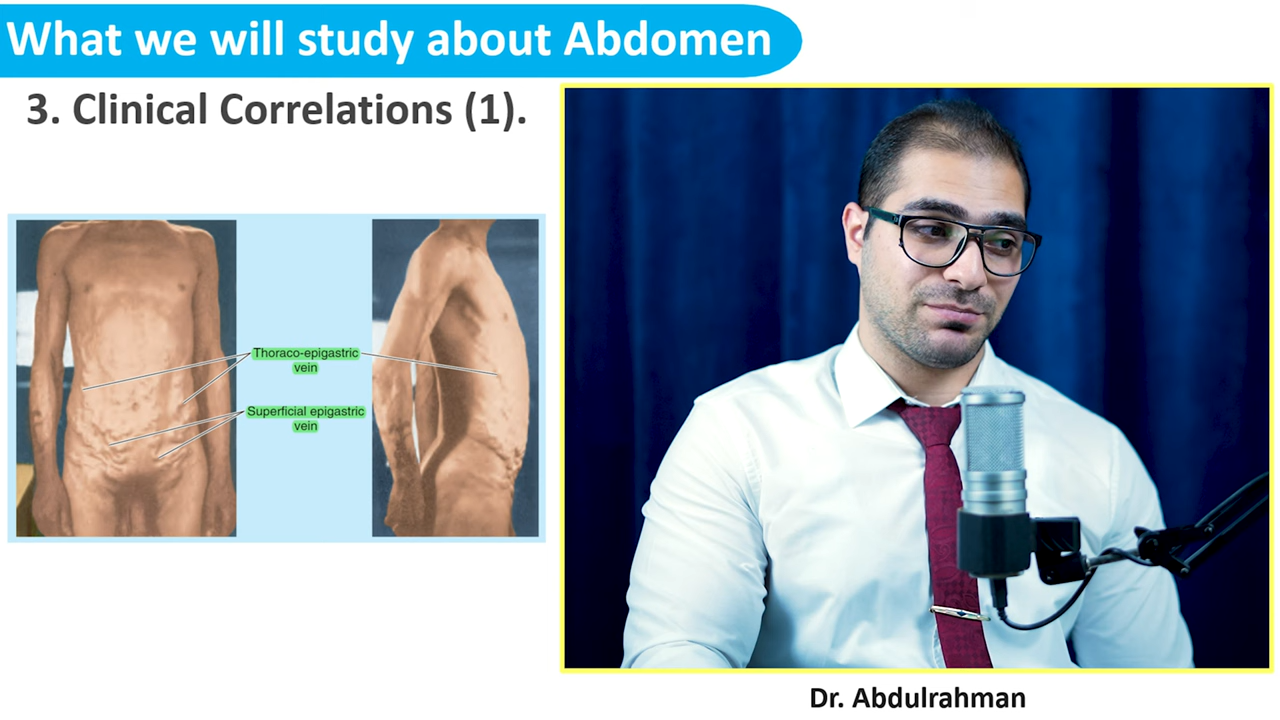 What we will study about Abdomen
3. Clinical Correlations (1).
Thoraco-epigastric
vein
Superficial epigastric
vein
Dr. Abdulrahman